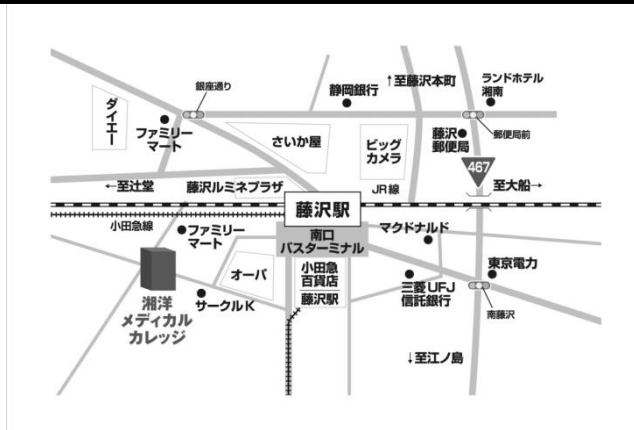 銀座通り
静岡銀行
↑至藤沢本町
ランドホテル
湘南
ダイエー
ファミリー
マート
さいか屋
ビッグ
カメラ
藤沢
郵便局
郵便局前
467
←至辻堂
藤沢ルミネプラザ
JR線
至大船→
藤沢駅
小田急線
ファミリー
マート
南口
バスターミナル
マクドナルド
オーパ
小田急
百貨店
藤沢駅
東京電力
三菱UFJ
信託銀行
サークルK
湘洋
メディカル
カレッジ
南藤沢
↓至江ノ島